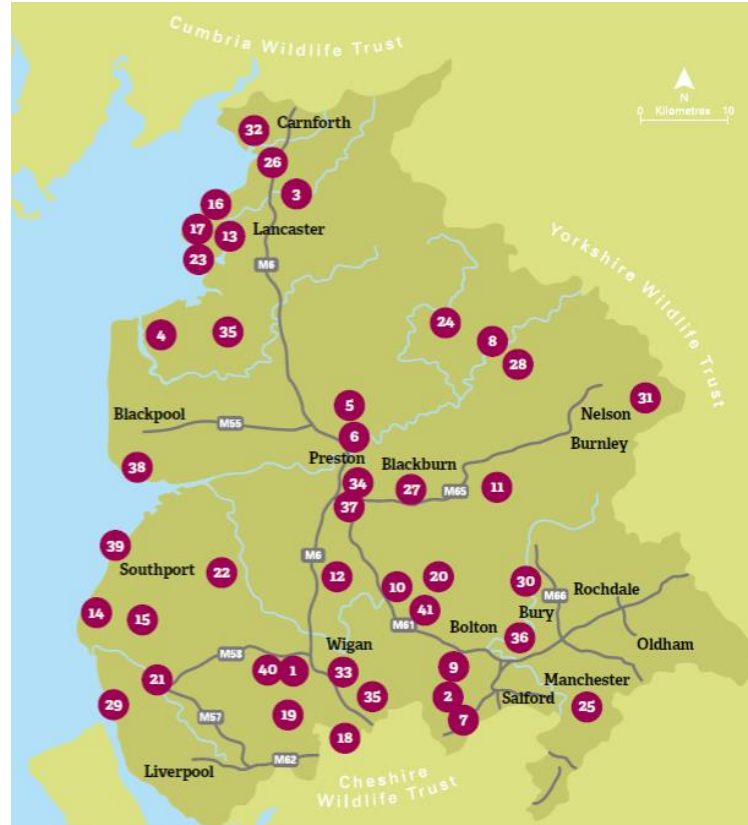 Cumbria Wildlife Trust
N
0 Kilometres 10
32
Carnforth
26
3
16
17
13
Lancaster
23
M6
Yorkshire Wildlife Trust
4
35
24
8
28
5
31
Nelson
Blackpool
M55
6
Burnley
Preston
Blackburn
38
34
27
M65
11
37
39
M6
Southport
22
12
10
20
30
M66
Rochdale
14
15
41
M61
Bolton
Bury
36
Oldham
M58
Wigan
40
1
33
9
Manchester
21
35
2
Salford
25
29
M57
19
7
18
Liverpool
M62
Cheshire
Wildlife Trust